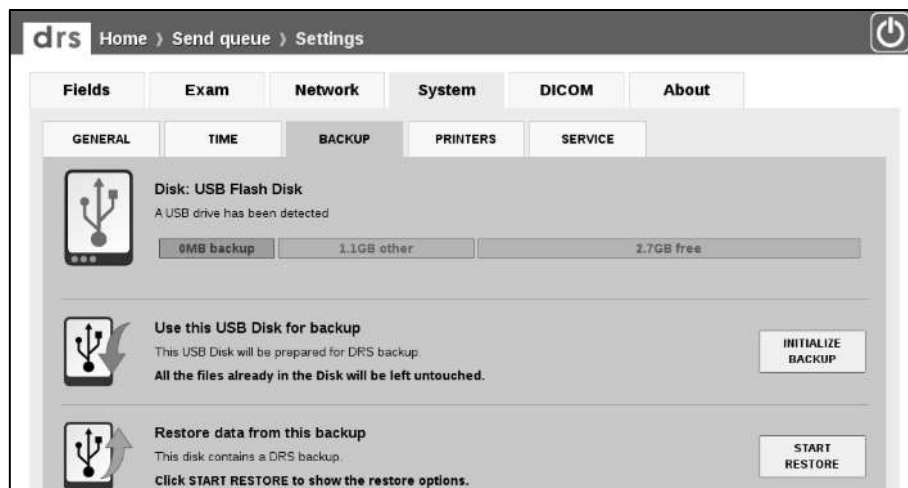 drs Home ) Send queue ) Settings
Fields Exam Network System DICOM About
GENERAL TIME BACKUP PRINTERS SERVICE
Disk: USB Flash Disk
A USB drive has been detected
0MB backup 1.1GB other 2.7GB free
Use this USB Disk for backup
This USB Disk will be prepared for DRS backup.
All the files already in the Disk will be left untouched.
INITIALIZE
BACKUP
Restore data from this backup
This disk contains a DRS backup.
Click START RESTORE to show the restore options.
START
RESTORE